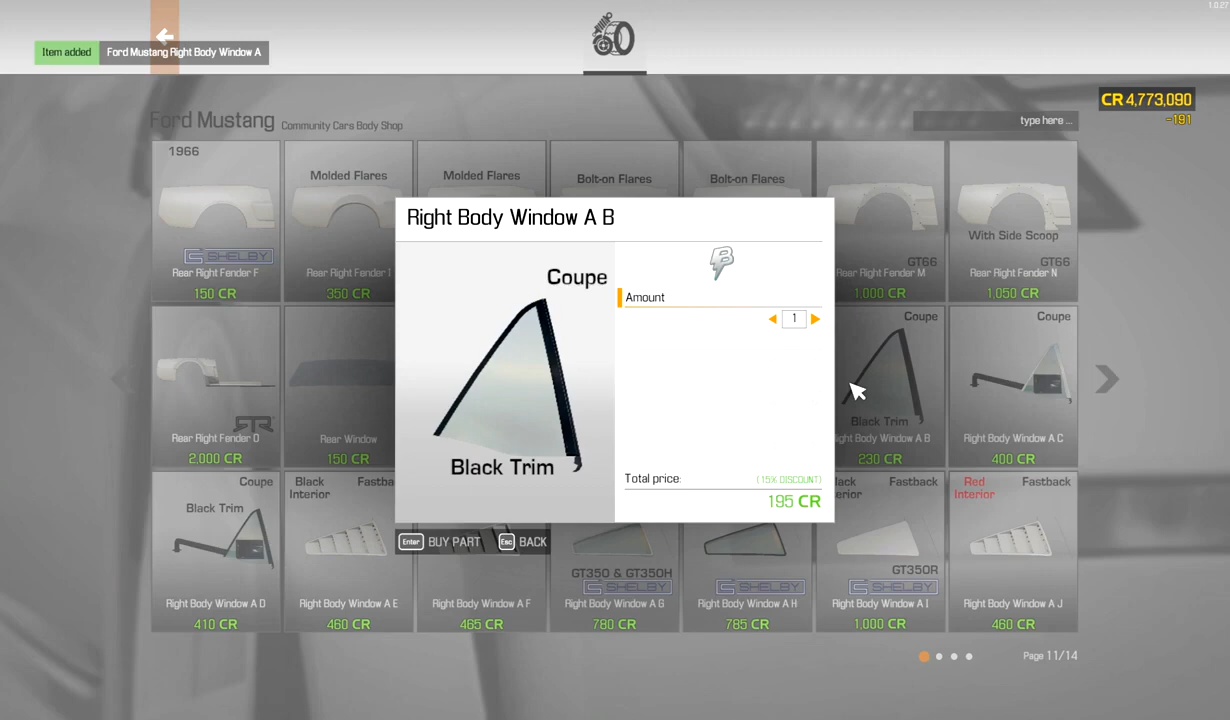 1.0.27
Item added
Ford Mustang Right Body Window A
CR 4,773,090
-191
Ford Mustang
Community Cars Body Shop
type here ...
1966
SHELBY
Rear Right Fender F
150 CR
Molded Flares
Rear Right Fender I
350 CR
Molded Flares
Bolt-on Flares
Bolt-on Flares
GT66
Rear Right Fender M
1,000 CR
With Side Scoop
GT66
Rear Right Fender N
1,050 CR
Right Body Window A B
Coupe
Black Trim
Amount
1
Total price:
(15% DISCOUNT)
195 CR
Enter BUY PART
Esc BACK
RTR
Rear Right Fender O
2,000 CR
Rear Window
150 CR
Coupe
Black Trim
Right Body Window A B
230 CR
Coupe
Right Body Window A C
400 CR
Coupe
Black Trim
Right Body Window A D
410 CR
Black Interior
Fastba
Right Body Window A E
460 CR
Right Body Window A F
465 CR
GT350 & GT350H
SHELBY
Right Body Window A G
780 CR
SHELBY
Right Body Window A H
785 CR
lack
erior
Fastback
GT350R
SHELBY
Right Body Window A I
1,000 CR
Red Interior
Fastback
Right Body Window A J
460 CR
Page 11/14